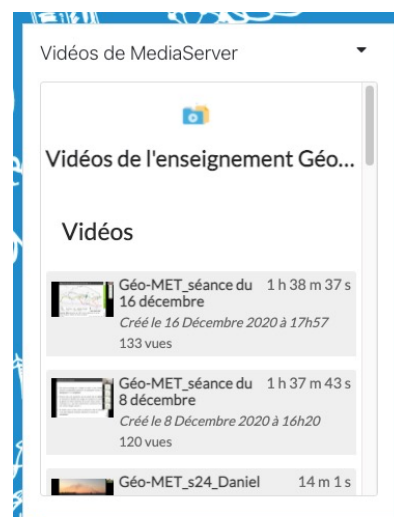 Vidéos de MediaServer
Vidéos de l'enseignement Géo...
Vidéos
Géo-MET_séance du 1 h 38 m 37 s
16 décembre
Créé le 16 Décembre 2020 à 17h57
133 vues
Géo-MET_séance du 1 h 37 m 43 s
8 décembre
Créé le 8 Décembre 2020 à 16h20
120 vues
Géo-MET_s24_Daniel 14 m 1 s